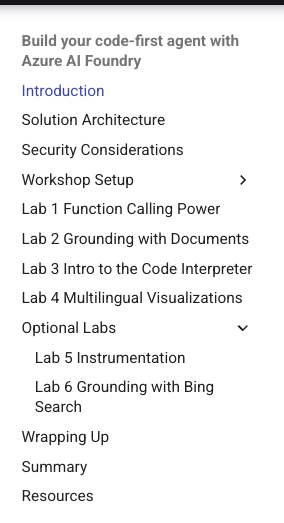 Build your code-first agent with
Azure AI Foundry
Introduction
Solution Architecture
Security Considerations
Workshop Setup
Lab 1 Function Calling Power
Lab 2 Grounding with Documents
Lab 3 Intro to the Code Interpreter
Lab 4 Multilingual Visualizations
Optional Labs
Lab 5 Instrumentation
Lab 6 Grounding with Bing
Search
Wrapping Up
Summary
Resources